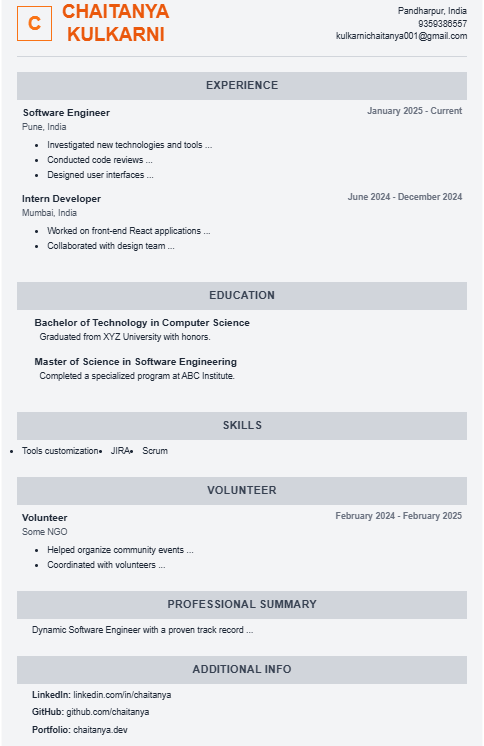 C
CHAITANYA
KULKARNI
Pandharpur, India
9359386557
kulkarnichaitanya001@gmail.com
EXPERIENCE
Software Engineer January 2025 - Current
Pune, India
• Investigated new technologies and tools ...
• Conducted code reviews ...
• Designed user interfaces ...
Intern Developer June 2024 - December 2024
Mumbai, India
• Worked on front-end React applications ...
• Collaborated with design team ...
EDUCATION
Bachelor of Technology in Computer Science
Graduated from XYZ University with honors.
Master of Science in Software Engineering
Completed a specialized program at ABC Institute.
SKILLS
• Tools customization • JIRA • Scrum
VOLUNTEER
Volunteer February 2024 - February 2025
Some NGO
• Helped organize community events ...
• Coordinated with volunteers ...
PROFESSIONAL SUMMARY
Dynamic Software Engineer with a proven track record ...
ADDITIONAL INFO
LinkedIn: linkedin.com/in/chaitanya
GitHub: github.com/chaitanya
Portfolio: chaitanya.dev